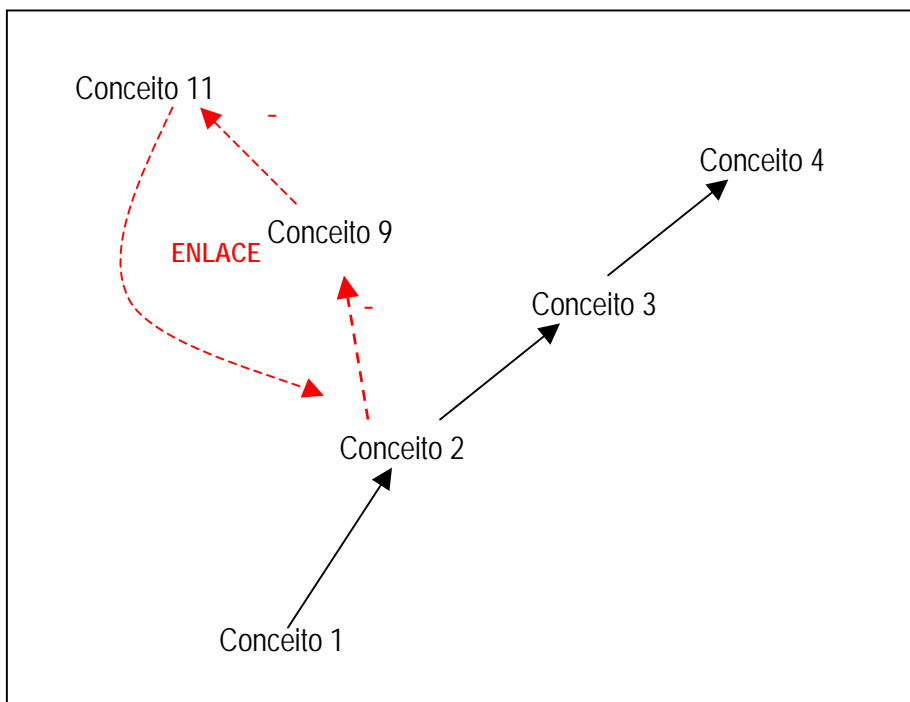 Conceito 11
-
Conceito 4
Conceito 9
ENLACE
-
Conceito 3
Conceito 2
Conceito 1